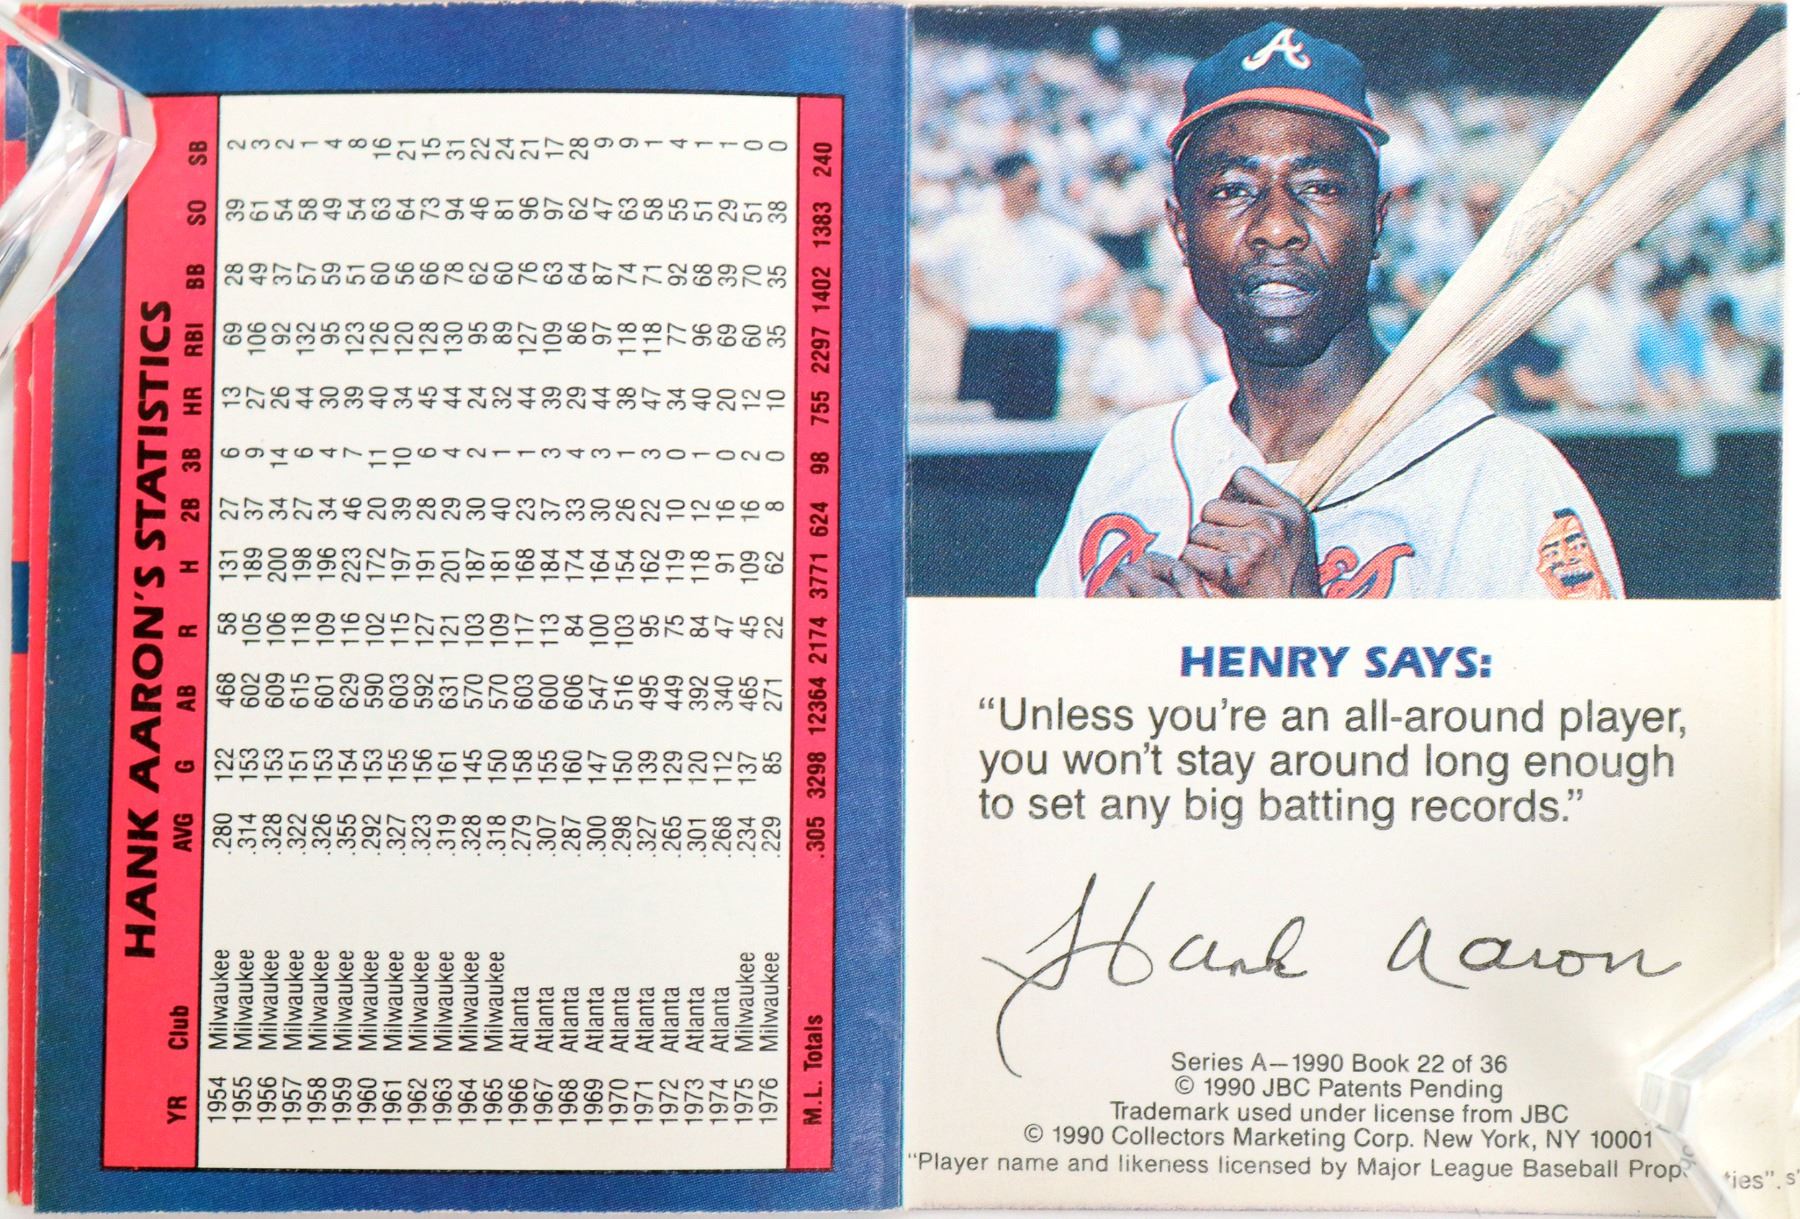 HANK AARON'S STATISTICS
YR Club AVG G AB R H 2B 3B HR RBI BB SO SB
1954 Milwaukee .280 122 468 58 131 27 6 13 69 28 39 2
1955 Milwaukee .314 153 602 105 189 37 9 27 106 49 61 3
1956 Milwaukee .328 153 609 106 200 34 14 26 92 37 54 2
1957 Milwaukee .322 151 615 118 198 27 6 44 132 57 58 1
1958 Milwaukee .326 153 601 109 196 34 4 30 95 59 49 4
1959 Milwaukee .355 154 629 116 223 46 7 39 123 51 54 8
1960 Milwaukee .292 153 590 102 172 20 11 40 126 60 63 16
1961 Milwaukee .327 155 603 115 197 39 10 34 120 56 64 21
1962 Milwaukee .323 156 592 127 191 28 6 45 128 66 73 15
1963 Milwaukee .319 161 631 121 201 29 4 44 130 78 94 31
1964 Milwaukee .328 145 570 103 187 30 2 24 95 62 46 22
1965 Milwaukee .318 150 570 109 181 40 1 32 89 60 81 24
1966 Atlanta .279 158 603 117 168 23 1 44 127 76 96 21
1967 Atlanta .307 155 600 113 184 37 3 39 109 63 97 17
1968 Atlanta .287 160 606 84 174 33 4 29 86 64 62 28
1969 Atlanta .300 147 547 100 164 30 3 44 97 87 47 9
1970 Atlanta .298 150 516 103 154 26 1 38 118 74 63 9
1971 Atlanta .327 139 495 95 162 22 3 47 118 71 58 1
1972 Atlanta .265 129 449 75 119 10 0 34 77 92 55 4
1973 Atlanta .301 120 392 84 118 12 1 40 96 68 51 1
1974 Atlanta .268 112 340 47 91 16 0 20 69 39 29 1
1975 Milwaukee .234 137 465 45 109 16 2 12 60 70 51 0
1976 Milwaukee .229 85 271 22 62 8 0 10 35 35 38 0
M.L. Totals .305 3298 12364 2174 3771 624 98 755 2297 1402 1383 240
A
HENRY SAYS:
“Unless you're an all-around player,
you won't stay around long enough
to set any big batting records.”
Hank Aaron
Series A—1990 Book 22 of 36
© 1990 JBC Patents Pending
Trademark used under license from JBC
© 1990 Collectors Marketing Corp. New York, NY 10001
“Player name and likeness licensed by Major League Baseball